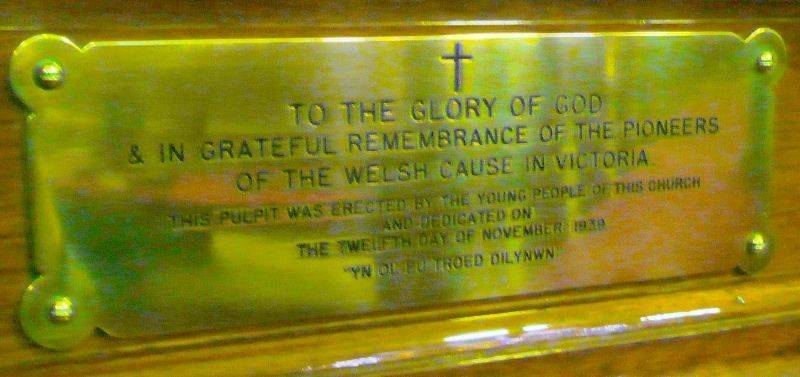 TO THE GLORY OF GOD
& IN GRATEFUL REMEMBRANCE OF THE PIONEERS
OF THE WELSH CAUSE IN VICTORIA.
THIS PULPIT WAS ERECTED BY THE YOUNG PEOPLE OF THIS CHURCH
AND DEDICATED ON
THE TWELFTH DAY OF NOVEMBER 1939
"YN OL EU TROED DILYNWN"